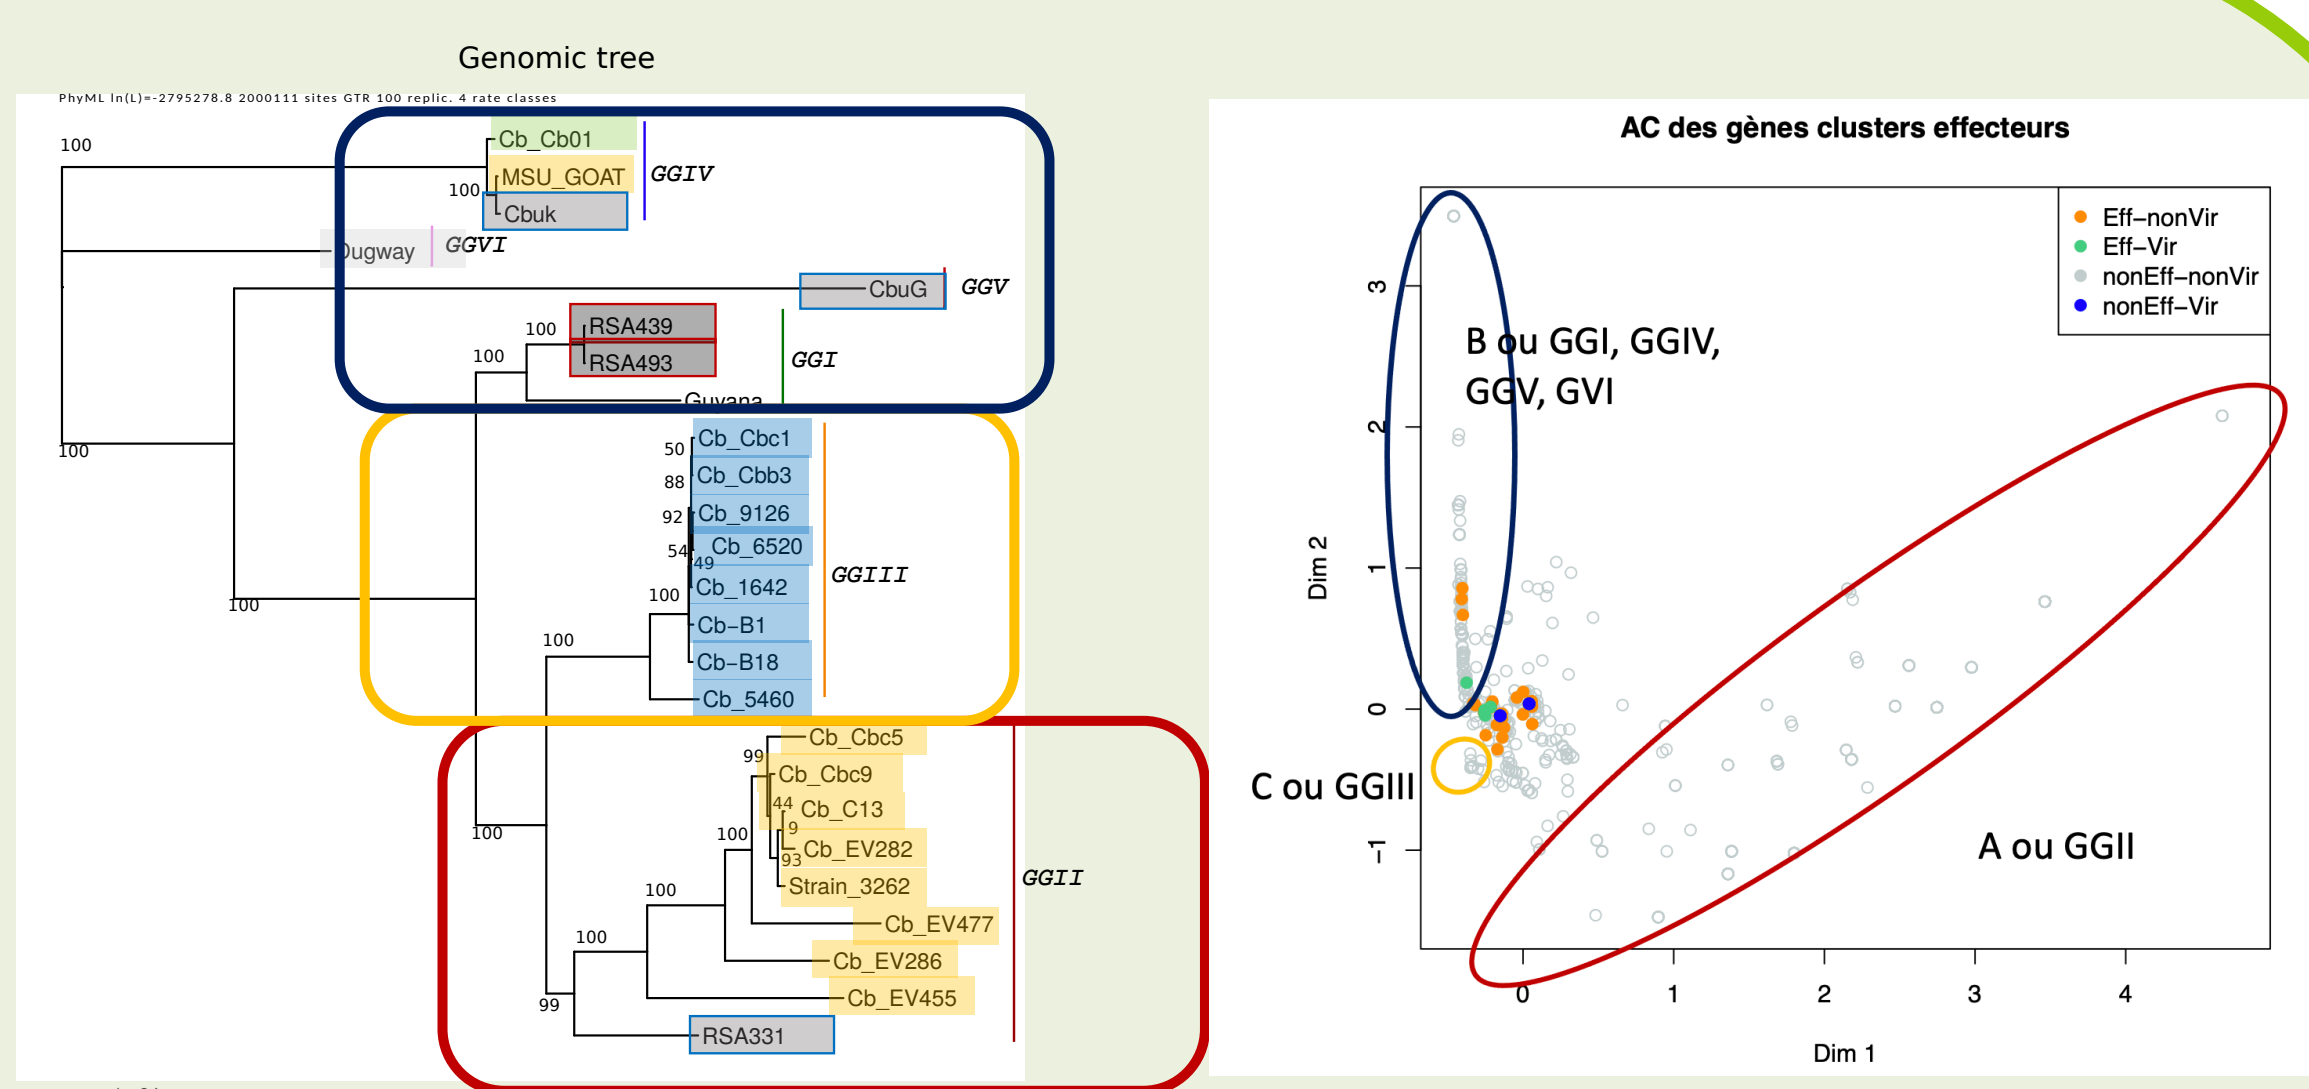 Genomic tree
PhyML ln(L)=-2795278.8 2000111 sites GTR 100 replic. 4 rate classes
100
Cb_Cb01
MSU_GOAT
GGIV
100
Cbuk
Dugway
GGVI
CbuG
GGV
100
RSA439
100
RSA493
GGI
Guyana
100
Cb_Cbc1
50
Cb_Cbb3
88
Cb_9126
92
Cb_6520
54
49
GGIII
Cb_1642
100
100
Cb-B1
100
Cb-B18
Cb_5460
Cb_Cbc5
99
Cb_Cbc9
44
Cb_C13
9
100
100
Cb_EV282
93
Strain_3262
GGII
100
Cb_EV477
100
Cb_EV286
Cb_EV455
99
RSA331
AC des gènes clusters effecteurs
Eff-nonVir
Eff-Vir
nonEff-nonVir
nonEff-Vir
B ou GGI, GGIV,
GGV, GVI
C ou GGIII
A ou GGII
Dim 2
3
2
1
0
-1
0
1
2
3
4
Dim 1